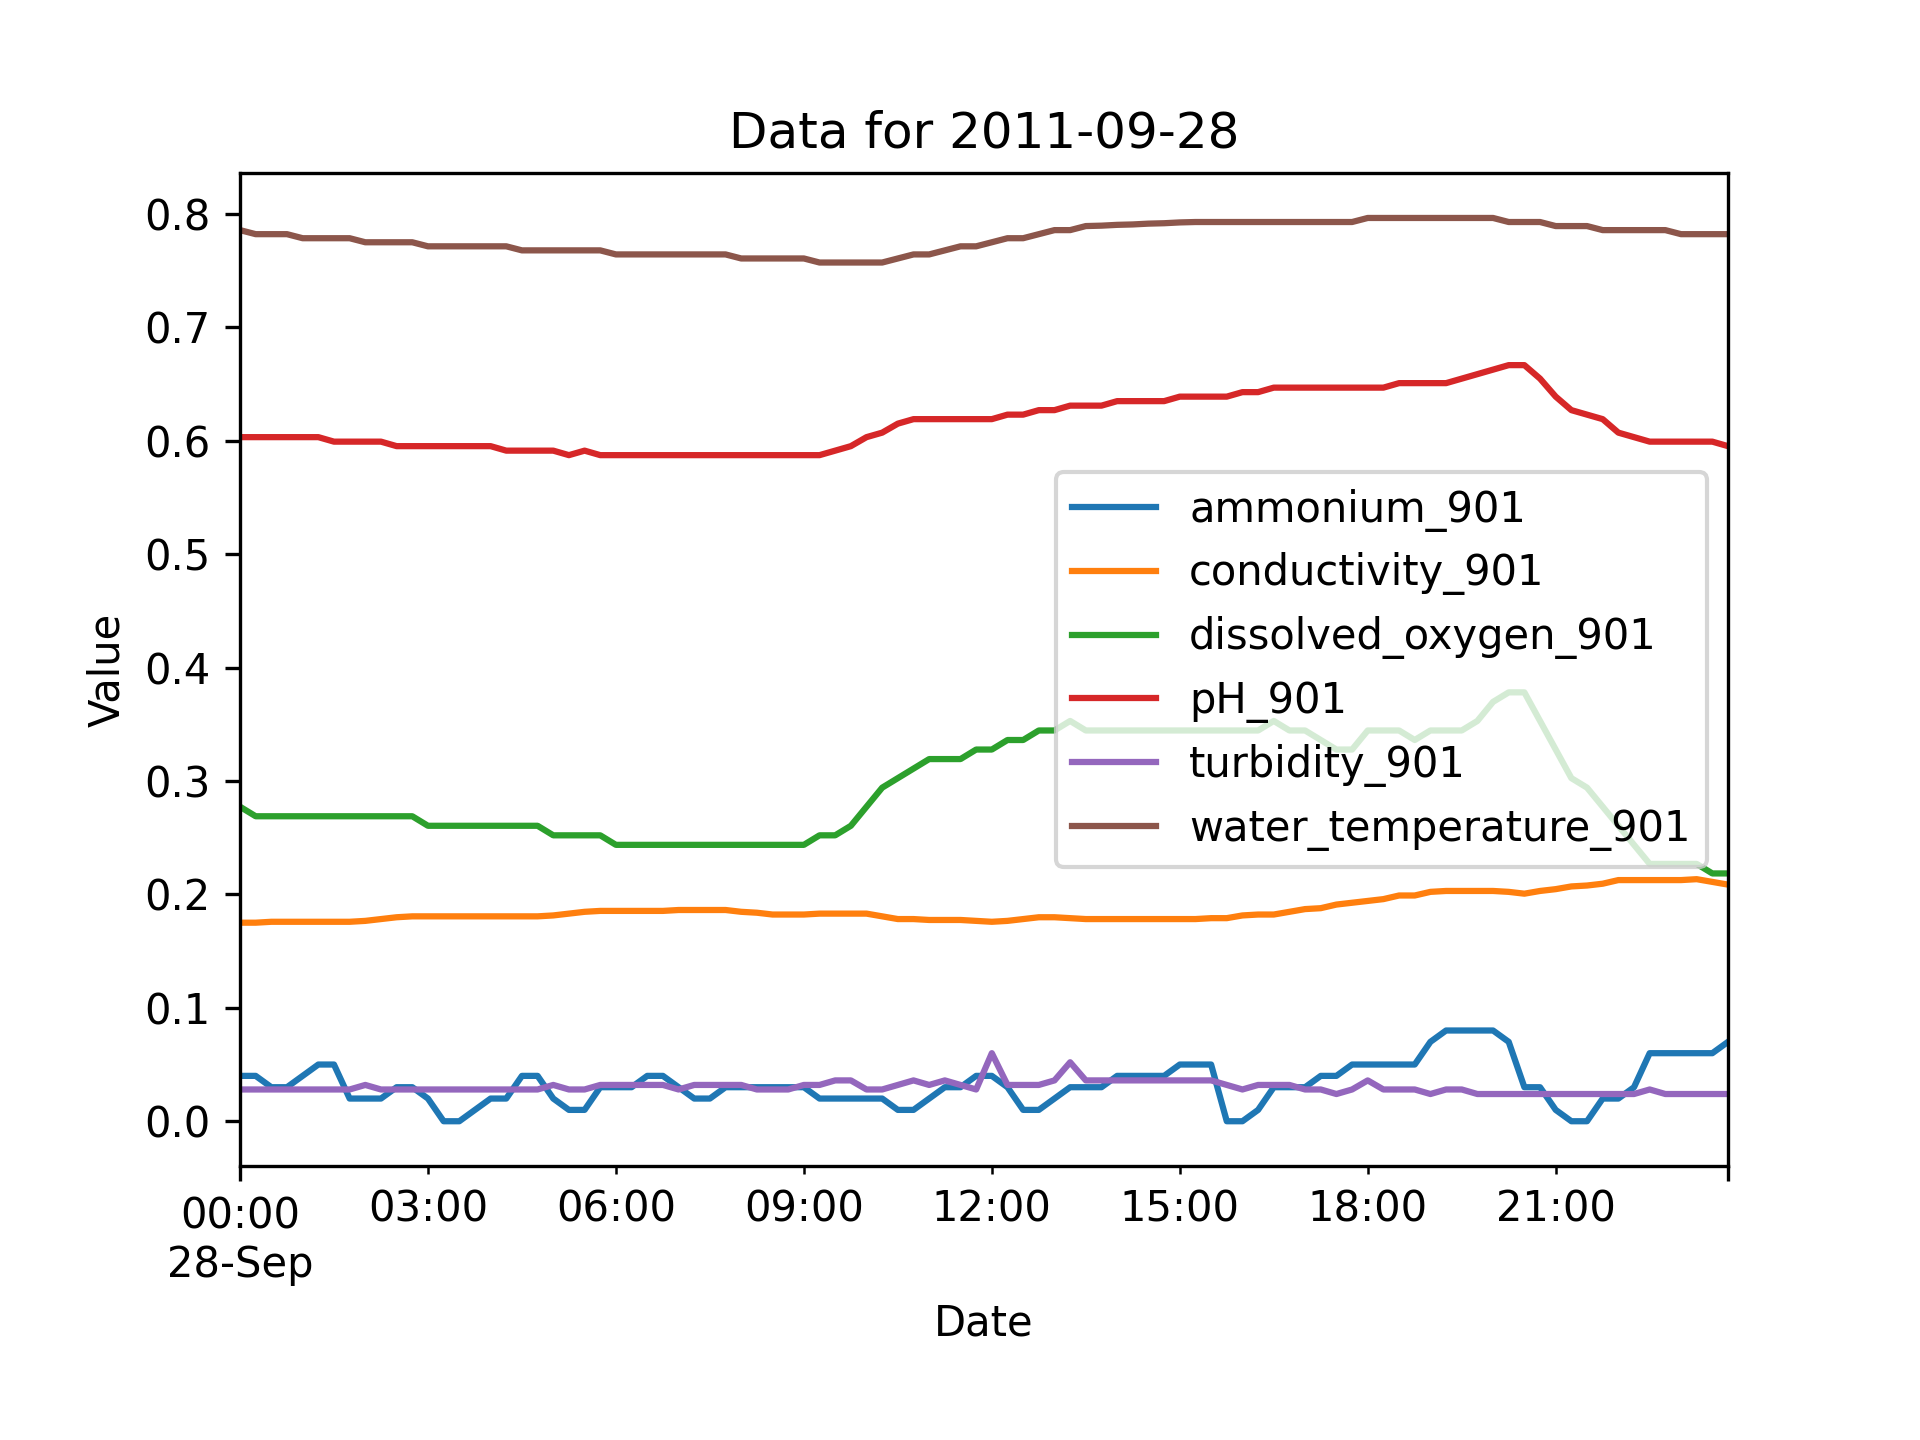 Data for 2011-09-28
0.8
0.7
0.6
0.5
0.4
0.3
0.2
0.1
0.0
Value
ammonium_901
conductivity_901
dissolved_oxygen_901
pH_901
turbidity_901
water_temperature_901
00:00 03:00 06:00 09:00 12:00 15:00 18:00 21:00
28-Sep
Date